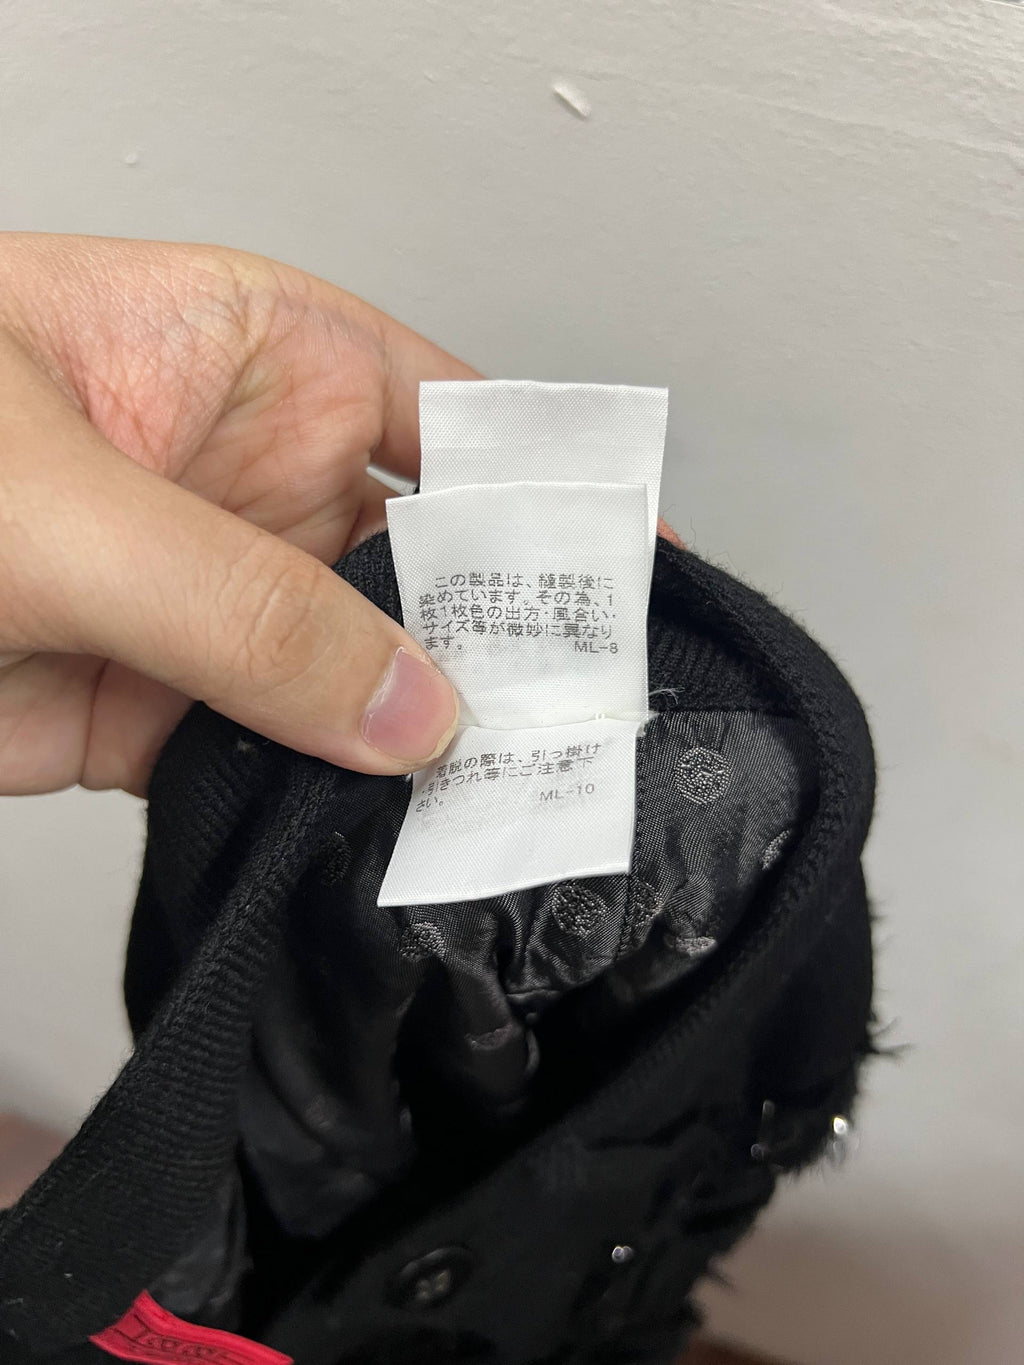 この製品は、縫製後に
染めています。その為、1
枚1枚色の出方・風合い・
サイズ等が微妙に異なり
ます。 ML-8
着脱の際は、引っ掛け
・引きつれ等にご注意下
さい。 ML-10